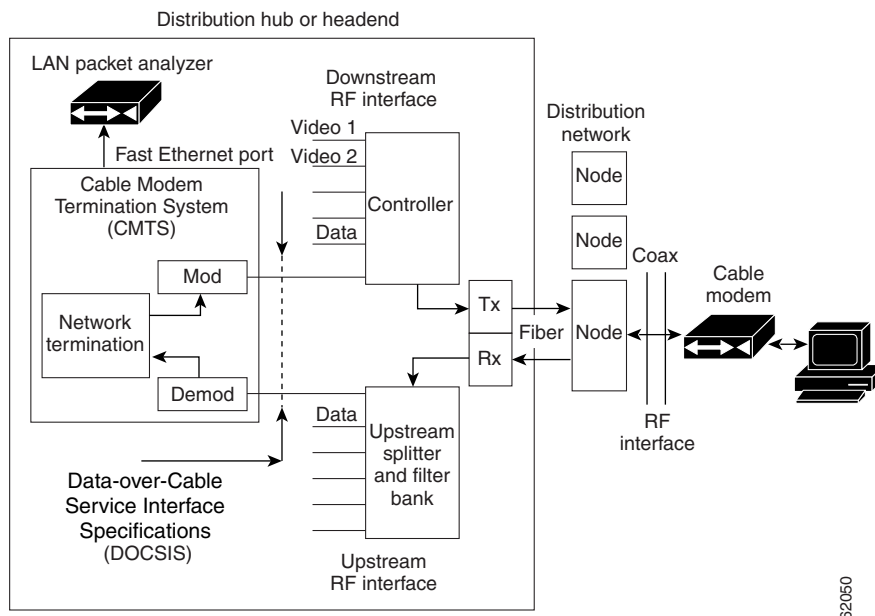 Distribution hub or headend
LAN packet analyzer
Downstream
RF interface
Distribution
network
Video 1
Video 2
Fast Ethernet port
Cable Modem
Termination System
(CMTS)
Controller
Data
Node
Node
Coax
Cable
modem
Mod
Network
termination
Tx
Fiber
Node
Rx
Demod
Data
Upstream
splitter
and filter
bank
RF
interface
Data-over-Cable
Service Interface
Specifications
(DOCSIS)
Upstream
RF interface